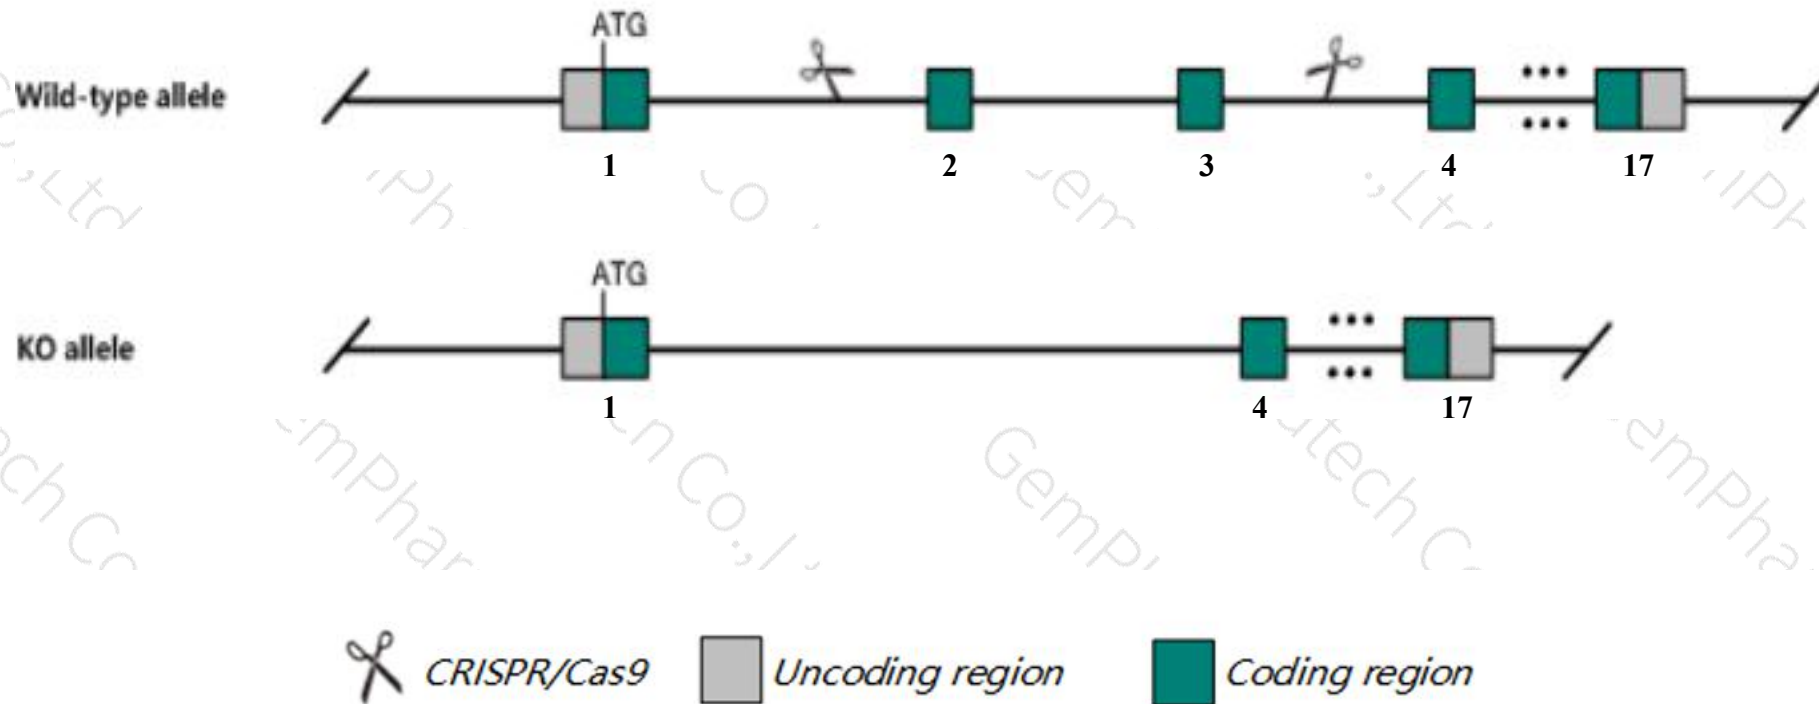 ATG
Wild-type allele
1 2 3 4 17
ATG
KO allele
1 4 17
CRISPR/Cas9 Uncoding region Coding region